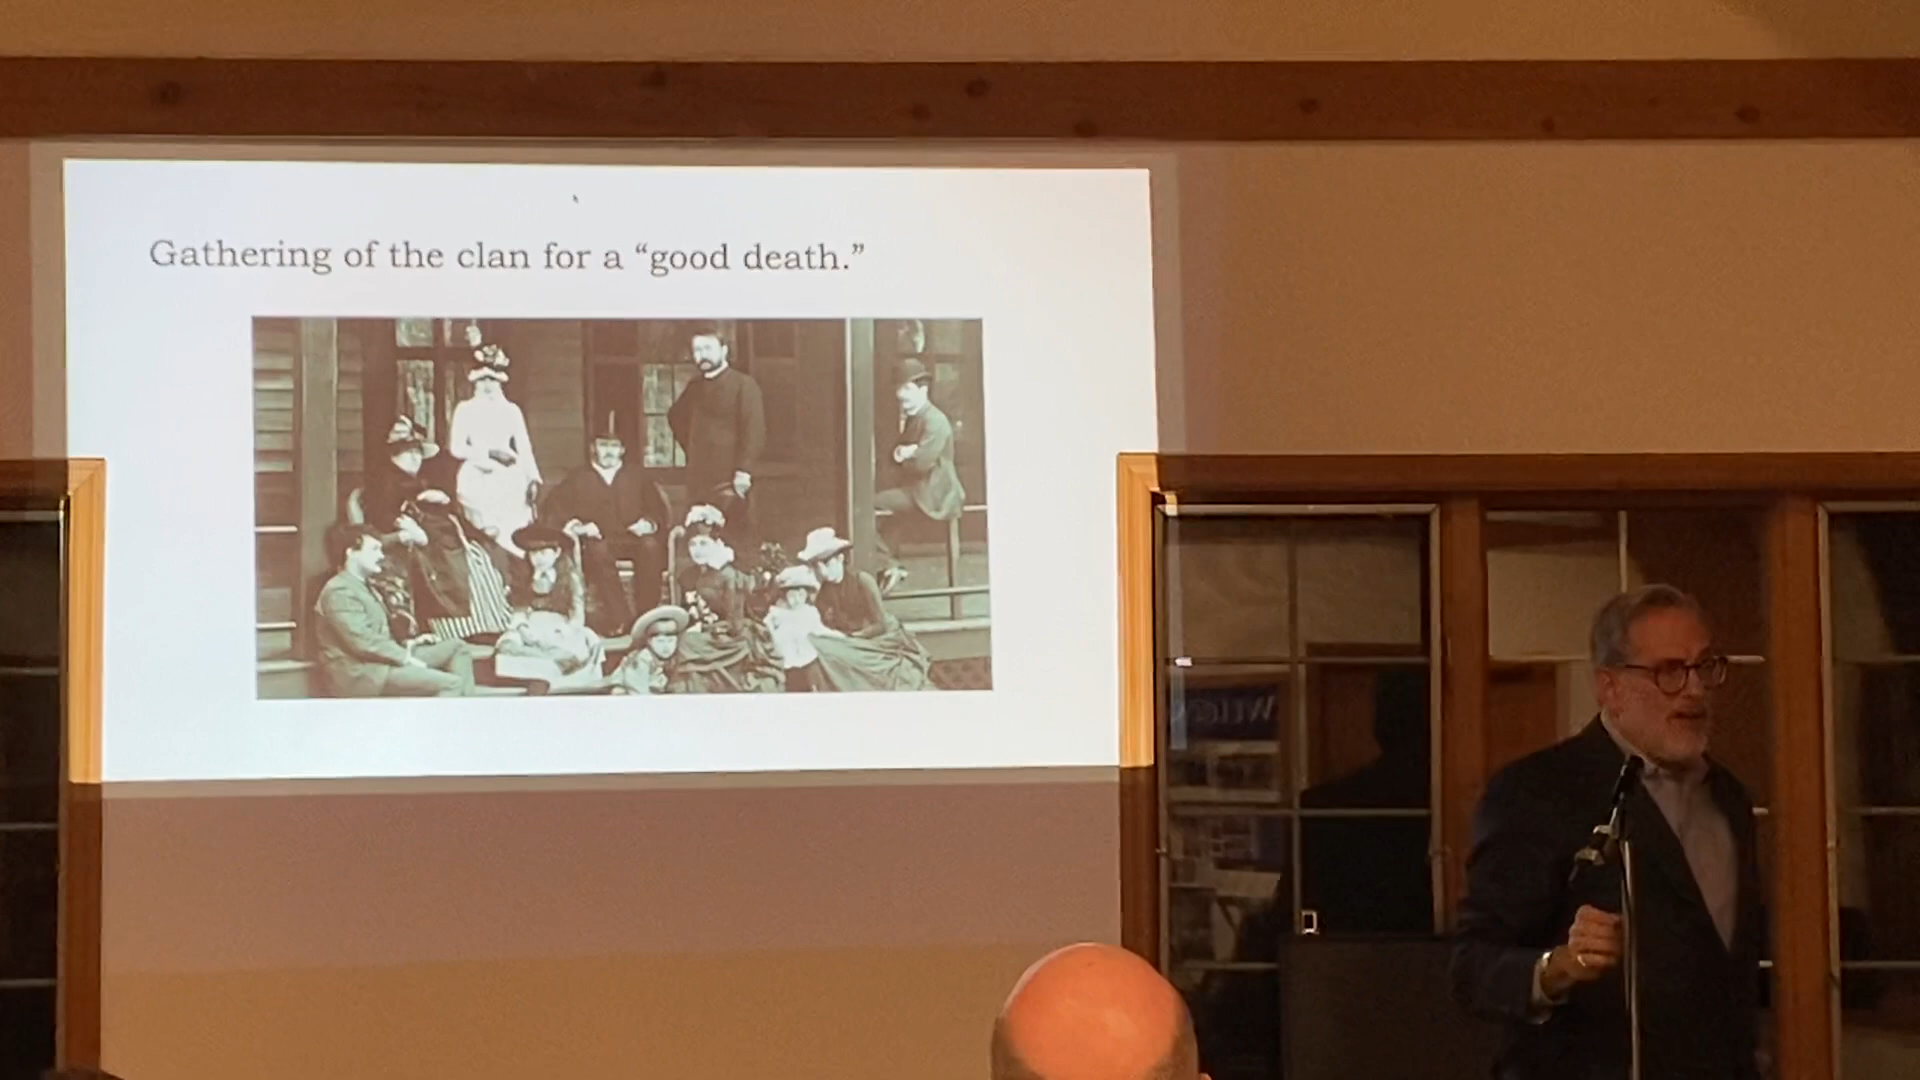 Gathering of the clan for a “good death.”